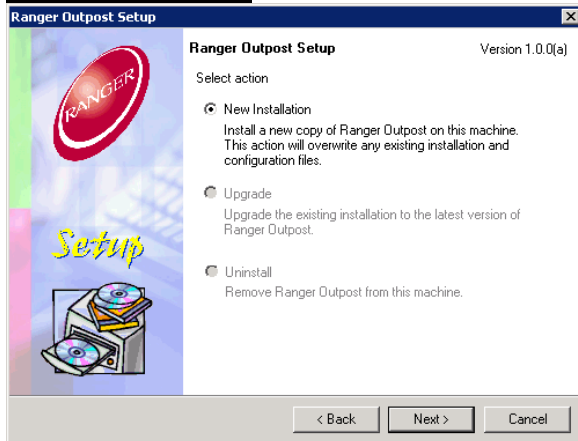 Ranger Outpost Setup
Ranger Outpost Setup
Version 1.0.0(a)
Select action
RANGER
New Installation
Install a new copy of Ranger Outpost on this machine.
This action will overwrite any existing installation and
configuration files.
Upgrade
Upgrade the existing installation to the latest version of
Ranger Outpost.
Setup
Uninstall
Remove Ranger Outpost from this machine.
< Back
Next >
Cancel